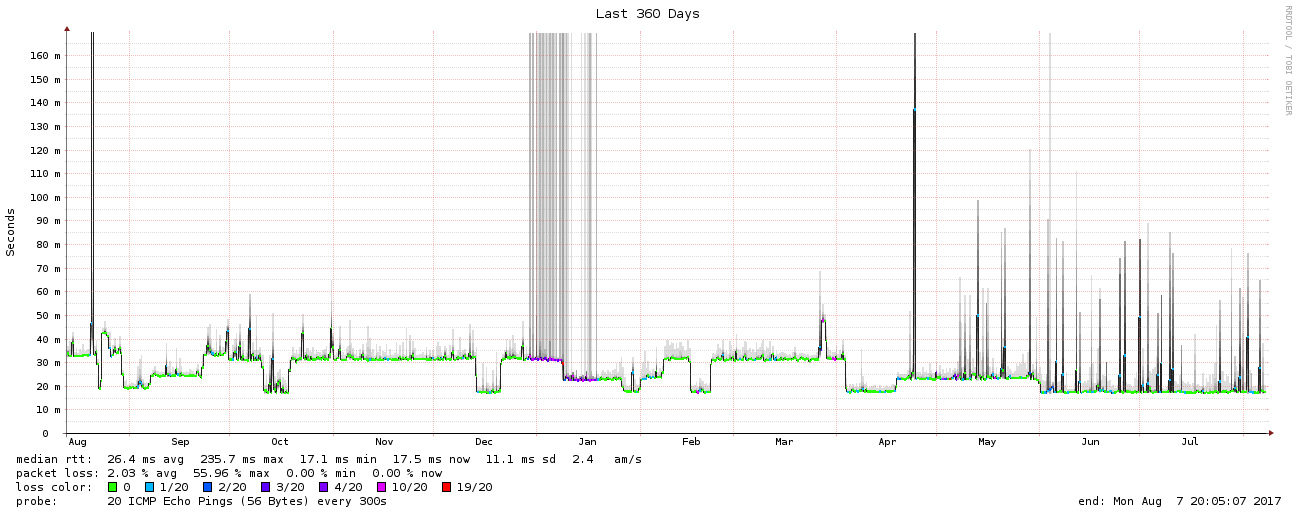 Last 360 Days
RRDTOOL / TOBI OETIKER
Seconds
160 m
150 m
140 m
130 m
120 m
110 m
100 m
90 m
80 m
70 m
60 m
50 m
40 m
30 m
20 m
10 m
0
Aug Sep Oct Nov Dec Jan Feb Mar Apr May Jun Jul
median rtt: 26.4 ms avg 235.7 ms max 17.1 ms min 17.5 ms now 11.1 ms sd 2.4 am/s
packet loss: 2.03 % avg 55.96 % max 0.00 % min 0.00 % now
loss color: 0 1/20 2/20 3/20 4/20 10/20 19/20
probe: 20 ICMP Echo Pings (56 Bytes) every 300s end: Mon Aug 7 20:05:07 2017